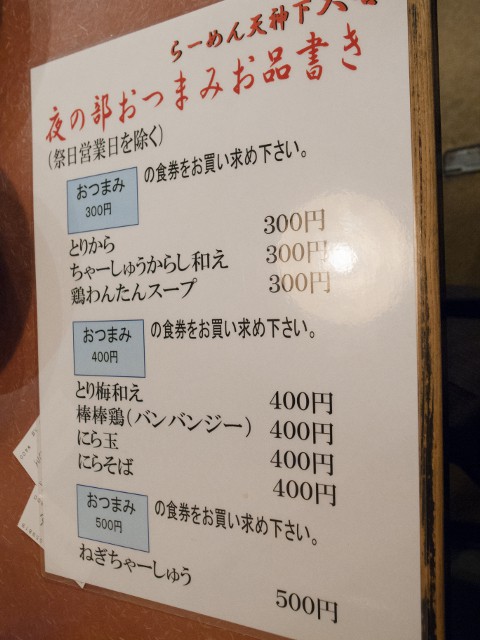 らーめん天神下大喜
夜の部おつまみお品書き
(祭日営業日を除く)
おつまみ
300円
の食券をお買い求め下さい。
とりから 300円
ちゃーしゅうからし和え 300円
鶏わんたんスープ 300円
おつまみ
400円
の食券をお買い求め下さい。
とり梅和え 400円
棒棒鶏(バンバンジー) 400円
にら玉 400円
にらそば 400円
おつまみ
500円
の食券をお買い求め下さい。
ねぎちゃーしゅう 500円